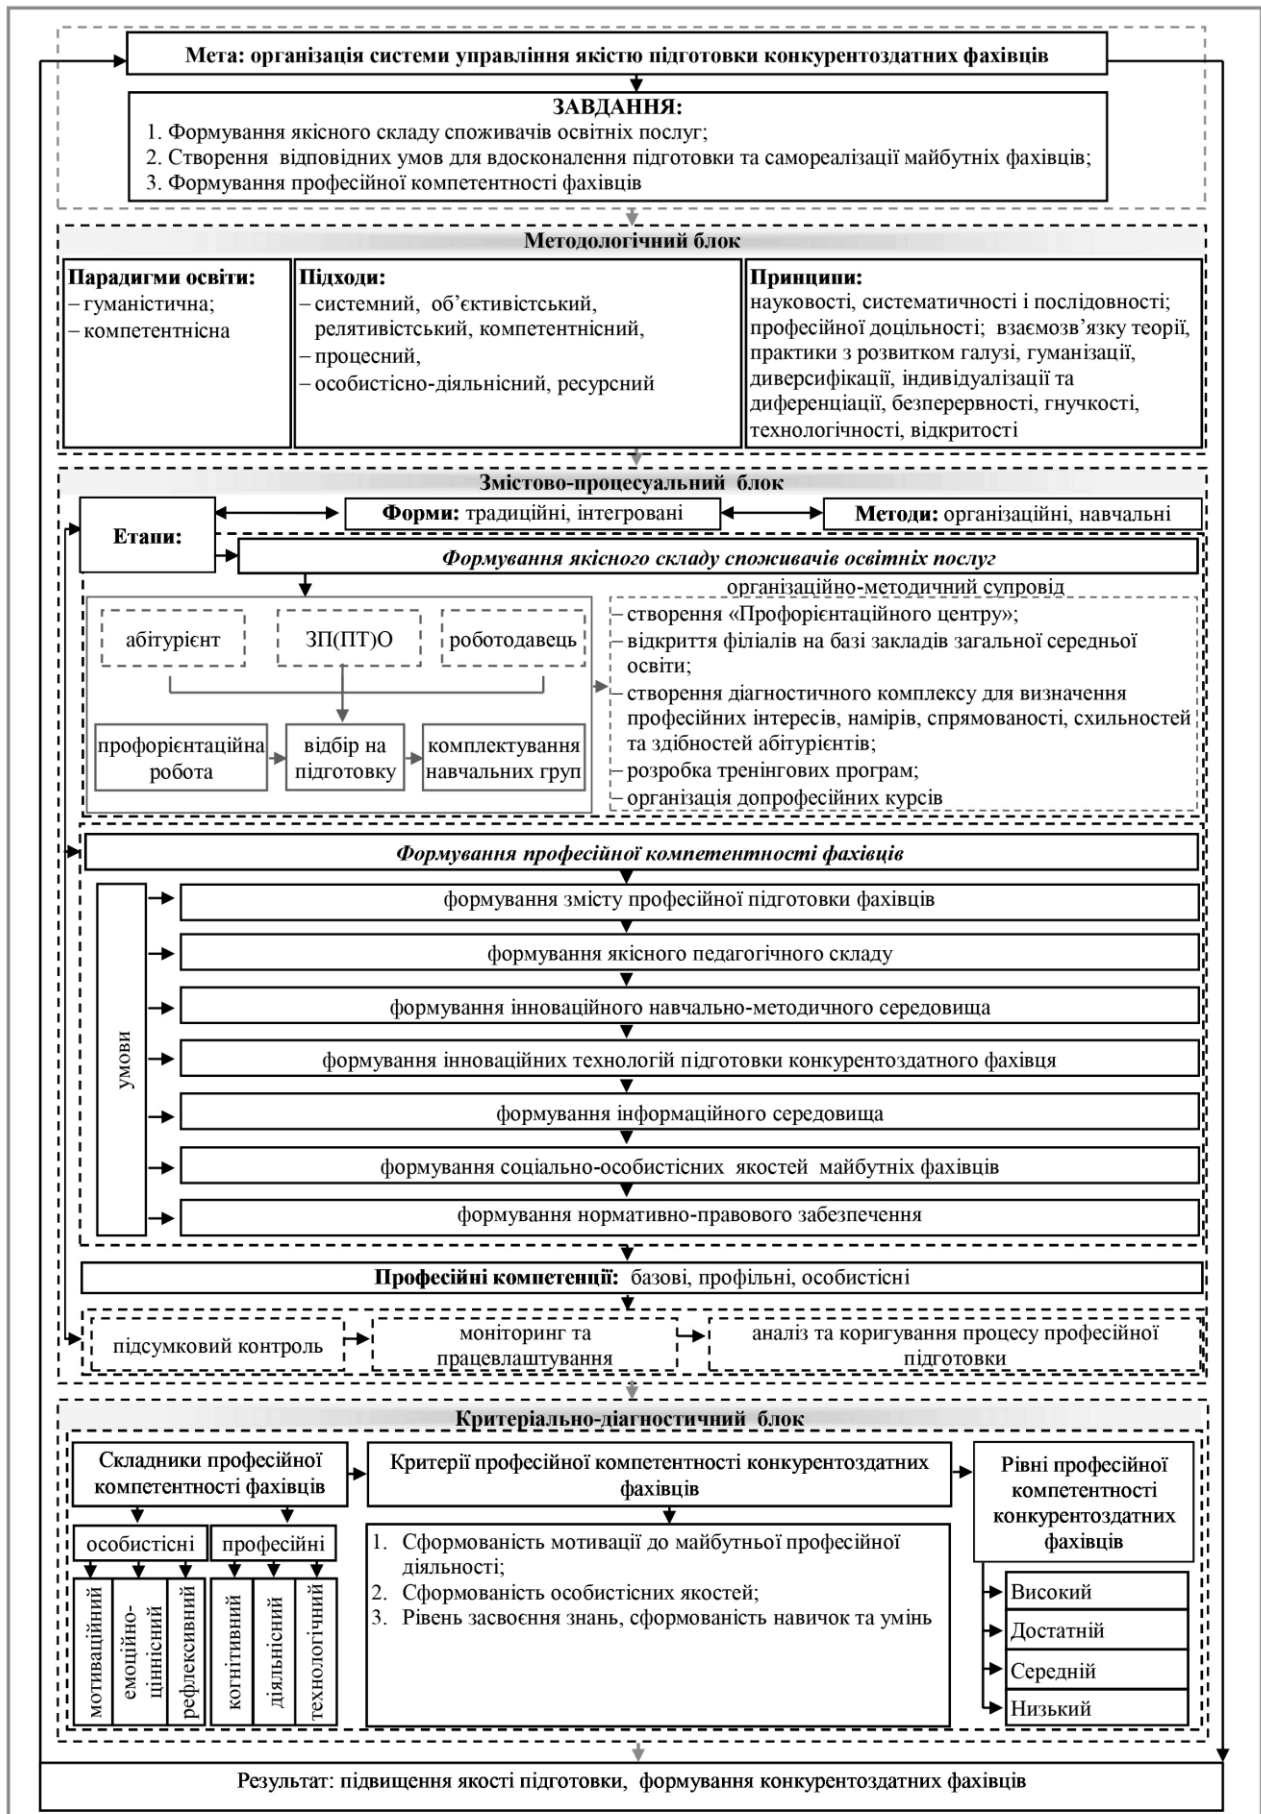 Мета: організація системи управління якістю підготовки конкурентоздатних фахівців
ЗАВДАННЯ:
1. Формування якісного складу споживачів освітніх послуг;
2. Створення відповідних умов для вдосконалення підготовки та самореалізації майбутніх фахівців;
3. Формування професійної компетентності фахівців
Методологічний блок
Парадигми освіти:
– гуманістична;
– компетентнісна
Підходи:
– системний, об’єктивістський,
релятивістський, компетентнісний,
– процесний,
– особистісно-діяльнісний, ресурсний
Принципи:
науковості, систематичності і послідовності;
професійної доцільності; взаємозв’язку теорії,
практики з розвитком галузі, гуманізації,
диверсифікації, індивідуалізації та
диференціації, безперервності, гнучкості,
технологічності, відкритості
Змістово-процесуальний блок
Етапи:
Форми: традиційні, інтегровані
Методи: організаційні, навчальні
Формування якісного складу споживачів освітніх послуг
організаційно-методичний супровід
абітурієнт
ЗП(ПТ)О
роботодавець
профорієнтаційна
робота
відбір на
підготовку
комплектування
навчальних груп
– створення «Профорієнтаційного центру»;
– відкриття філіалів на базі закладів загальної середньої
освіти;
– створення діагностичного комплексу для визначення
професійних інтересів, намірів, спрямованості, схильностей
та здібностей абітурієнтів;
– розробка тренінгових програм;
– організація допрофесійних курсів
Формування професійної компетентності фахівців
умови
формування змісту професійної підготовки фахівців
формування якісного педагогічного складу
формування інноваційного навчально-методичного середовища
формування інноваційних технологій підготовки конкурентоздатного фахівця
формування інформаційного середовища
формування соціально-особистісних якостей майбутніх фахівців
формування нормативно-правового забезпечення
Професійні компетенції: базові, профільні, особистісні
підсумковий контроль
моніторинг та
працевлаштування
аналіз та коригування процесу професійної
підготовки
Критеріально-діагностичний блок
Складники професійної
компетентності фахівців
особистісні
професійні
мотиваційний
емоційно-
ціннісний
рефлексивний
когнітивний
діяльнісний
технологічний
Критерії професійної компетентності конкурентоздатних
фахівців
1. Сформованість мотивації до майбутньої професійної
діяльності;
2. Сформованість особистісних якостей;
3. Рівень засвоєння знань, сформованість навичок та умінь
Рівні професійної
компетентності
конкурентоздатних
фахівців
Високий
Достатній
Середній
Низький
Результат: підвищення якості підготовки, формування конкурентоздатних фахівців